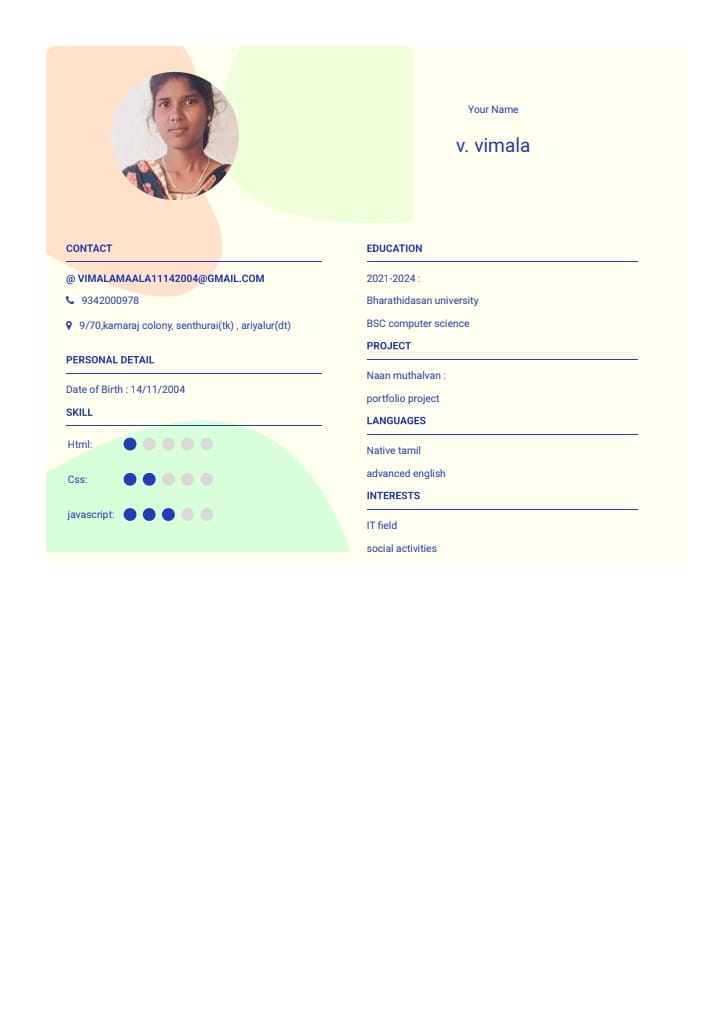 Your Name
v. vimala
CONTACT
@ VIMALAMAALA11142004@GMAIL.COM
9342000978
9/70,kamaraj colony, senthurai(tk) , ariyalur(dt)
PERSONAL DETAIL
Date of Birth : 14/11/2004
SKILL
Html:
Css:
javascript:
EDUCATION
2021-2024 :
Bharathidasan university
BSC computer science
PROJECT
Naan muthalvan :
portfolio project
LANGUAGES
Native tamil
advanced english
INTERESTS
IT field
social activities